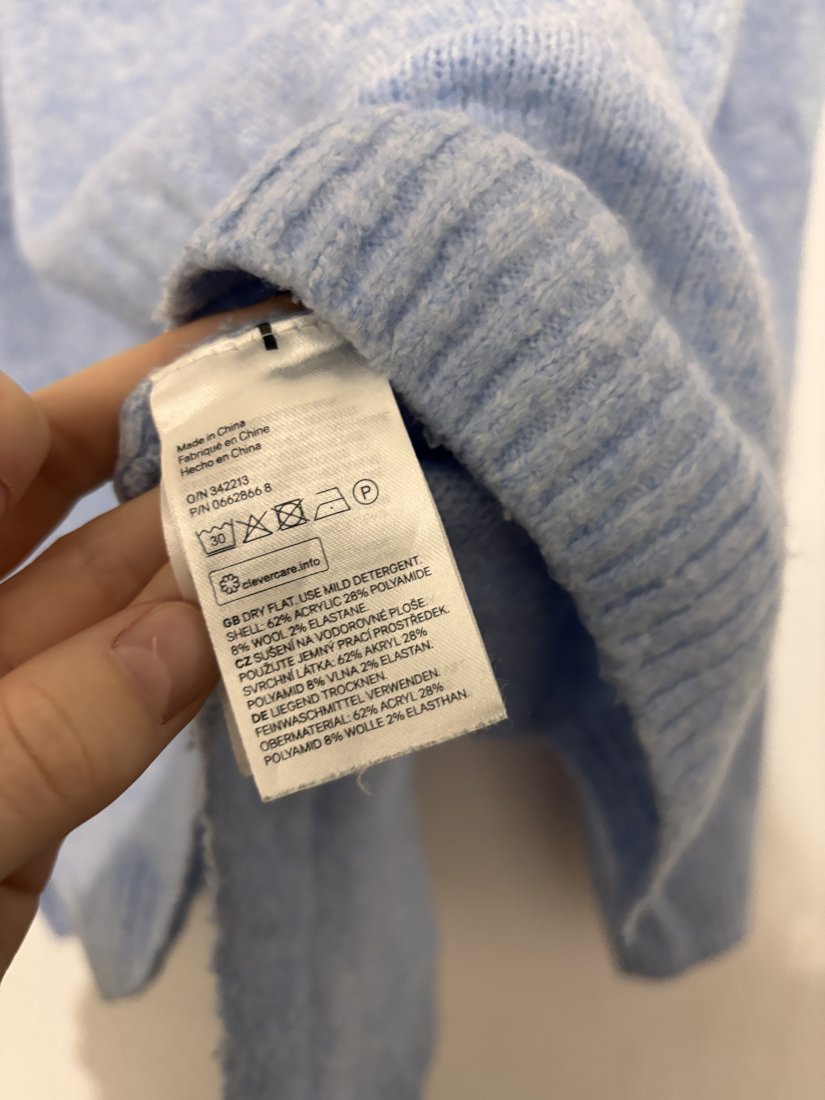 Made in China
Fabriqué en Chine
Hecho en China
O/N 342213
P/N 0662866 8
30 P
clevercare.info
GB DRY FLAT. USE MILD DETERGENT.
SHELL: 62% ACRYLIC 28% POLYAMIDE
8% WOOL 2% ELASTANE.
CZ SUŠENÍ NA VODOROVNÉ PLOŠE.
POUŽIJTE JEMNÝ PRACÍ PROSTŘEDEK.
SVRCHNÍ LÁTKA: 62% AKRYL 28%
POLYAMID 8% VLNA 2% ELASTAN.
DE LIEGEND TROCKNEN.
FEINWASCHMITTEL VERWENDEN.
OBERMATERIAL: 62% ACRYL 28%
POLYAMID 8% WOLLE 2% ELASTHAN.